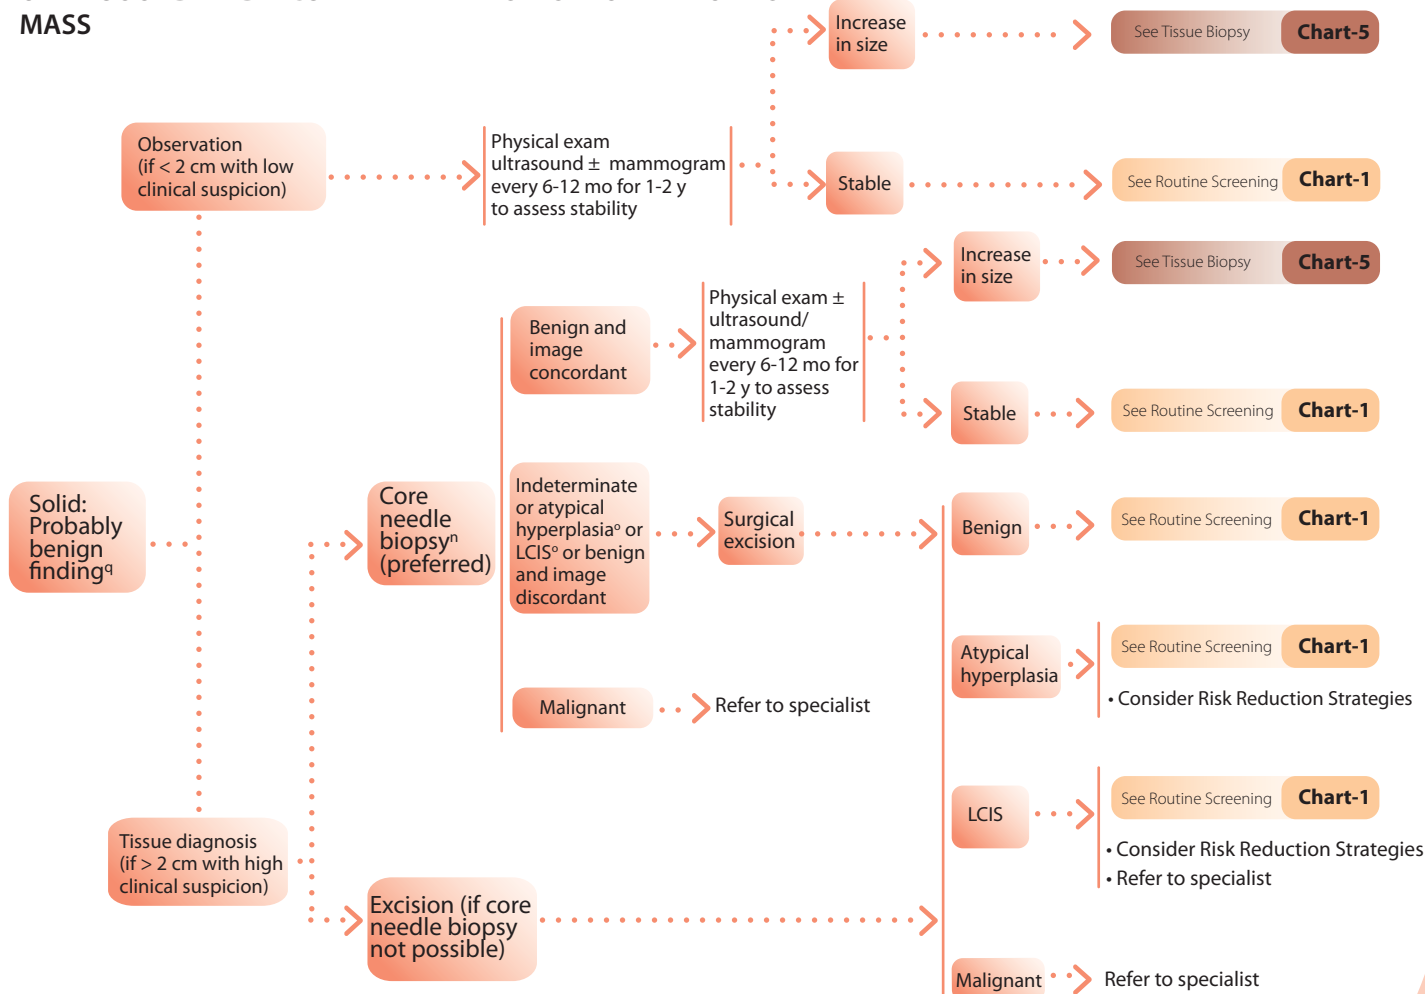 MASS
Increase
in size
See Tissue Biopsy
Chart-5
Observation
(if < 2 cm with low
clinical suspicion)
Physical exam
ultrasound ± mammogram
every 6-12 mo for 1-2 y
to assess stability
Stable
See Routine Screening
Chart-1
Increase
in size
See Tissue Biopsy
Chart-5
Benign and
image
concordant
Physical exam ±
ultrasound/
mammogram
every 6-12 mo for
1-2 y to assess
stability
Stable
See Routine Screening
Chart-1
Solid:
Probably
benign
findingq
Core
needle
biopsyn
(preferred)
Indeterminate
or atypical
hyperplasiao or
LCISo or benign
and image
discordant
Surgical
excision
Benign
See Routine Screening
Chart-1
Atypical
hyperplasia
See Routine Screening
Chart-1
• Consider Risk Reduction Strategies
Malignant
Refer to specialist
LCIS
See Routine Screening
Chart-1
• Consider Risk Reduction Strategies
• Refer to specialist
Tissue diagnosis
(if > 2 cm with high
clinical suspicion)
Excision (if core
needle biopsy
not possible)
Malignant
Refer to specialist